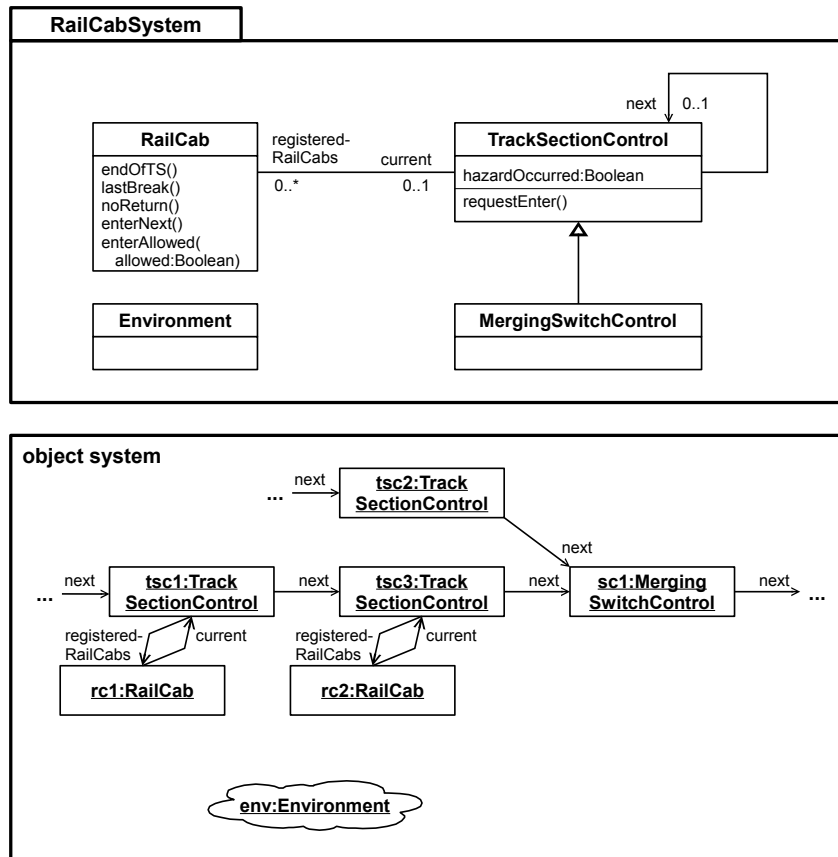 RailCabSystem
next
0..1
RailCab
endOfTS()
lastBreak()
noReturn()
enterNext()
enterAllowed(
allowed:Boolean)
registered-
RailCabs
0..*
current
0..1
TrackSectionControl
hazardOccurred:Boolean
requestEnter()
Environment
MergingSwitchControl
object system
... next
tsc2:Track
SectionControl
next
... next
tsc1:Track
SectionControl
next
tsc3:Track
SectionControl
next
sc1:Merging
SwitchControl
next ...
registered-
RailCabs
current
registered-
RailCabs
current
rc1:RailCab
rc2:RailCab
env:Environment